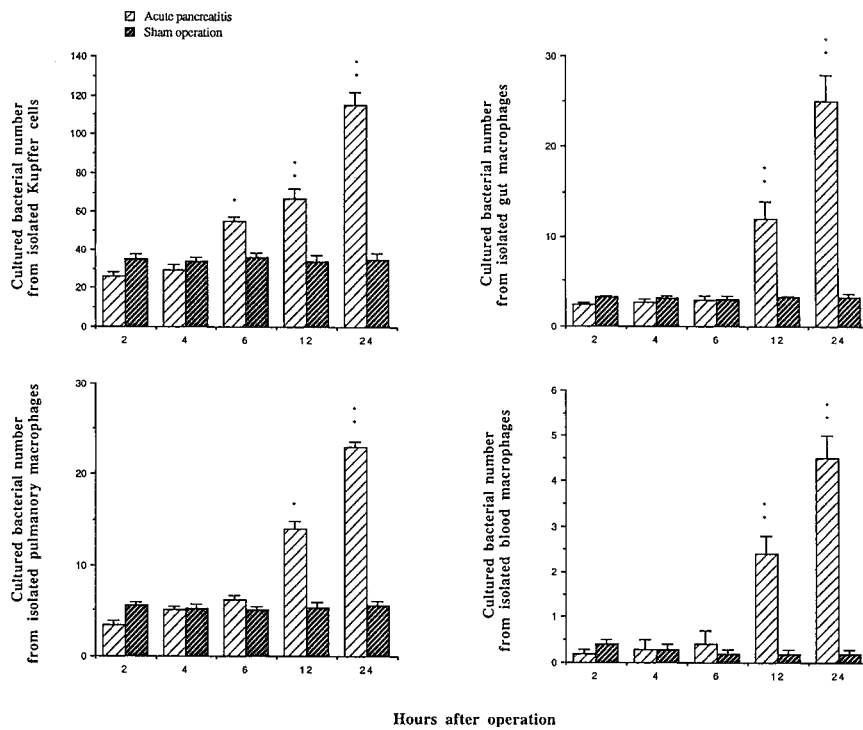 Acute pancreatitis
Sham operation
Cultured bacterial number
from isolated Kupffer cells
140
120
100
80
60
40
20
0
2 4 6 12 24
Cultured bacterial number
from isolated gut macrophages
30
20
10
0
2 4 6 12 24
Cultured bacterial number
from isolated pulmanory macrophages
30
20
10
0
2 4 6 12 24
Cultured bacterial number
from isolated blood macrophages
6
5
4
3
2
1
0
2 4 6 12 24
Hours after operation